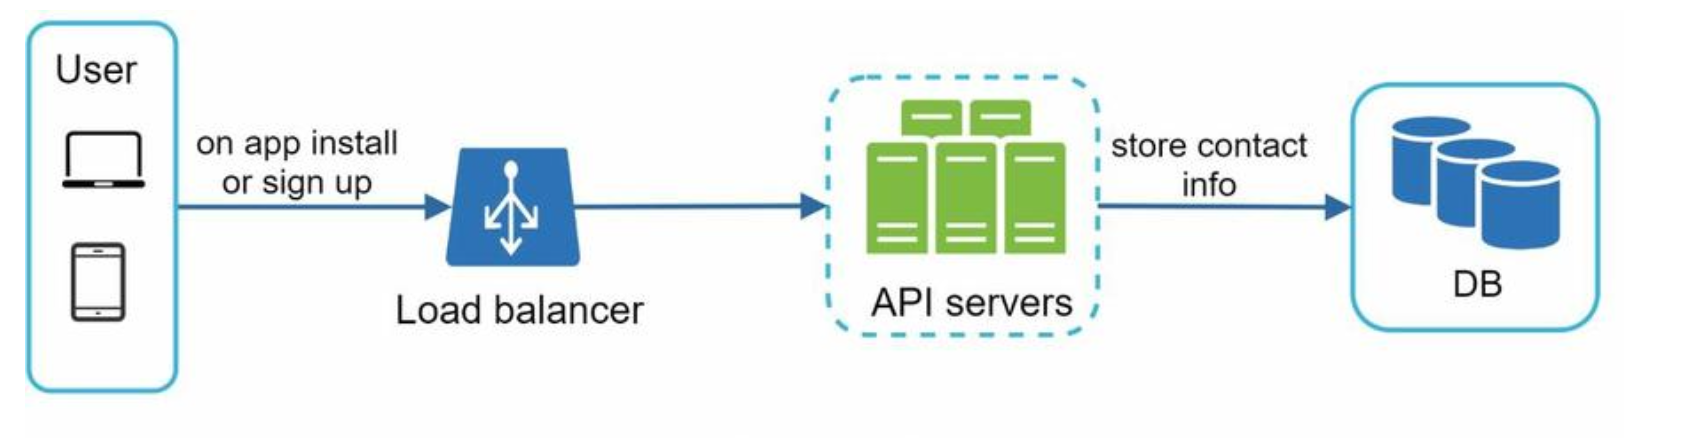 User
on app install
or sign up
Load balancer
API servers
store contact
info
DB